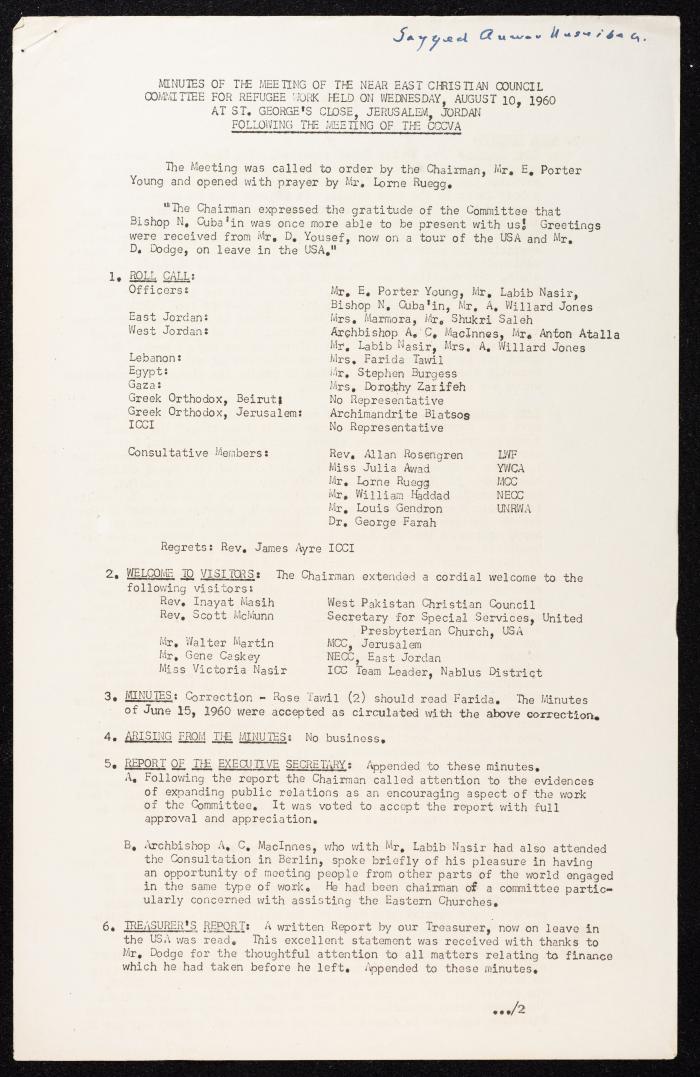 Sayyed Anwar Nuseibeh.
MINUTES OF THE MEETING OF THE NEAR EAST CHRISTIAN COUNCIL
COMMITTEE FOR REFUGEE WORK HELD ON WEDNESDAY, AUGUST 10, 1960
AT ST. GEORGE'S CLOSE, JERUSALEM, JORDAN
FOLLOWING THE MEETING OF THE CCCVA
The Meeting was called to order by the Chairman, Mr. E. Porter
Young and opened with prayer by Mr. Lorne Ruegg.
"The Chairman expressed the gratitude of the Committee that
Bishop N. Cuba'in was once more able to be present with us! Greetings
were received from Mr. D. Yousef, now on a tour of the USA and Mr.
D. Dodge, on leave in the USA."
1. ROLL CALL:
Officers: Mr. E. Porter Young, Mr. Labib Nasir,
Bishop N. Cuba'in, Mr. A. Willard Jones
East Jordan: Mrs. Marmora, Mr. Shukri Saleh
West Jordan: Archbishop A. C. MacInnes, Mr. Anton Atalla
Mr. Labib Nasir, Mrs. A. Willard Jones
Lebanon: Mrs. Farida Tawil
Egypt: Mr. Stephen Burgess
Gaza: Mrs. Dorothy Zarifeh
Greek Orthodox, Beirut: No Representative
Greek Orthodox, Jerusalem: Archimandrite Blatsos
ICCI No Representative
Consultative Members: Rev. Allan Rosengren LWF
Miss Julia Awad YWCA
Mr. Lorne Ruegg MCC
Mr. William Haddad NECC
Mr. Louis Gendron UNRWA
Dr. George Farah
Regrets: Rev. James Ayre ICCI
2. WELCOME TO VISITORS: The Chairman extended a cordial welcome to the
following visitors:
Rev. Inayat Masih West Pakistan Christian Council
Rev. Scott McMunn Secretary for Special Services, United
Presbyterian Church, USA
Mr. Walter Martin MCC, Jerusalem
Mr. Gene Caskey NECC, East Jordan
Miss Victoria Nasir ICC Team Leader, Nablus District
3. MINUTES: Correction - Rose Tawil (2) should read Farida. The Minutes
of June 15, 1960 were accepted as circulated with the above correction.
4. ARISING FROM THE MINUTES: No business.
5. REPORT OF THE EXECUTIVE SECRETARY: Appended to these minutes.
A. Following the report the Chairman called attention to the evidences
of expanding public relations as an encouraging aspect of the work
of the Committee. It was voted to accept the report with full
approval and appreciation.
B. Archbishop A. C. MacInnes, who with Mr. Labib Nasir had also attended
the Consultation in Berlin, spoke briefly of his pleasure in having
an opportunity of meeting people from other parts of the world engaged
in the same type of work. He had been chairman of a committee partic-
ularly concerned with assisting the Eastern Churches.
6. TREASURER'S REPORT: A written Report by our Treasurer, now on leave in
the USA was read. This excellent statement was received with thanks to
Mr. Dodge for the thoughtful attention to all matters relating to finance
which he had taken before he left. Appended to these minutes.
.../2